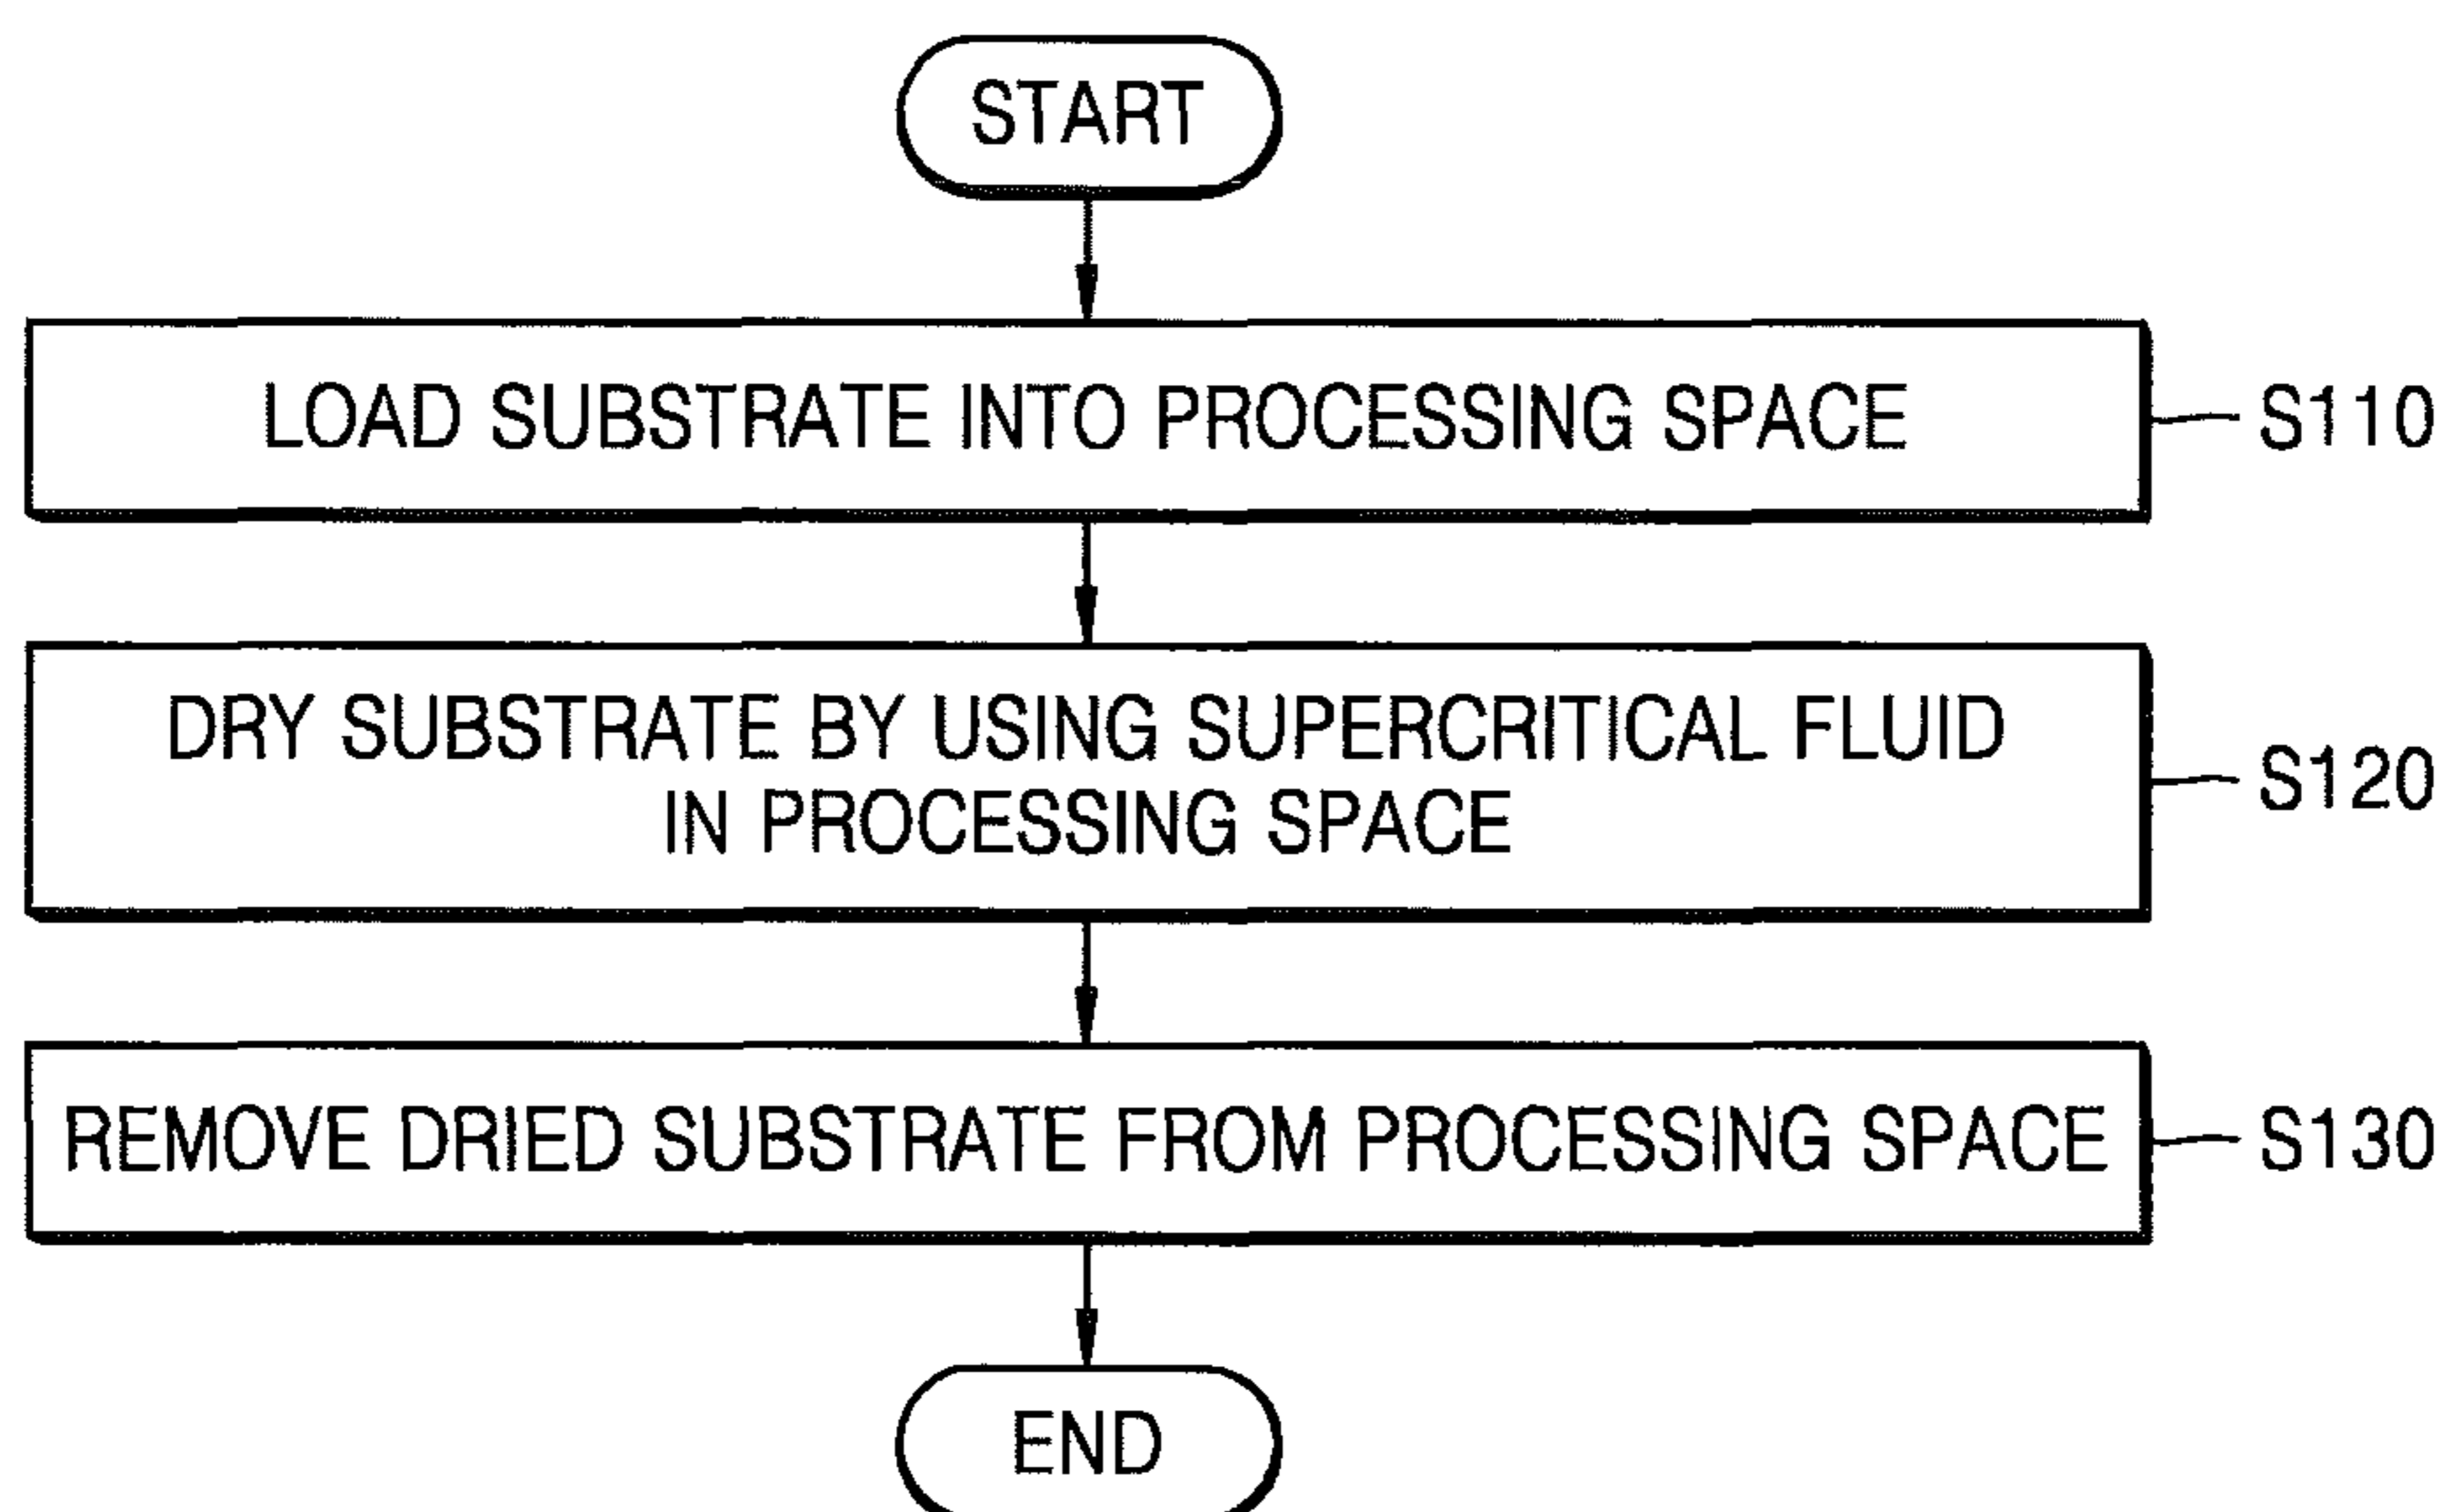 START
LOAD SUBSTRATE INTO PROCESSING SPACE
S110
DRY SUBSTRATE BY USING SUPERCRITICAL FLUID
IN PROCESSING SPACE
S120
REMOVE DRIED SUBSTRATE FROM PROCESSING SPACE
S130
END